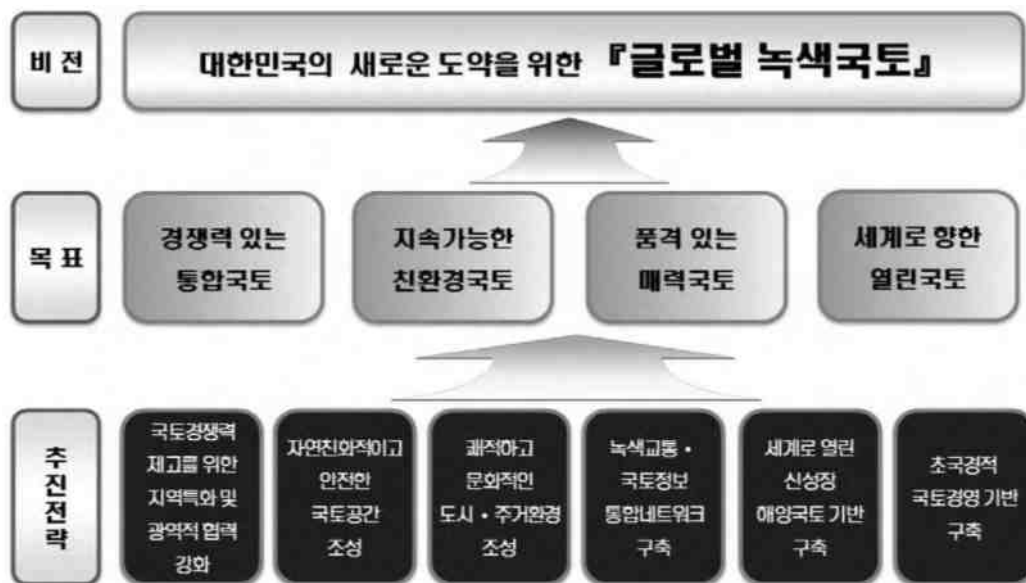 비 전
대한민국의 새로운 도약을 위한 『글로벌 녹색국토』
목 표
경쟁력 있는
통합국토
지속가능한
친환경국토
품격 있는
매력국토
세계로 향한
열린국토
추진전략
국토경쟁력
제고를 위한
지역특화 및
광역적 협력
강화
자연친화적이고
안전한
국토공간
조성
쾌적하고
문화적인
도시・주거환경
조성
녹색교통・
국토정보
통합네트워크
구축
세계로 열린
신성장
해양국토 기반
구축
초국경적
국토경영 기반
구축